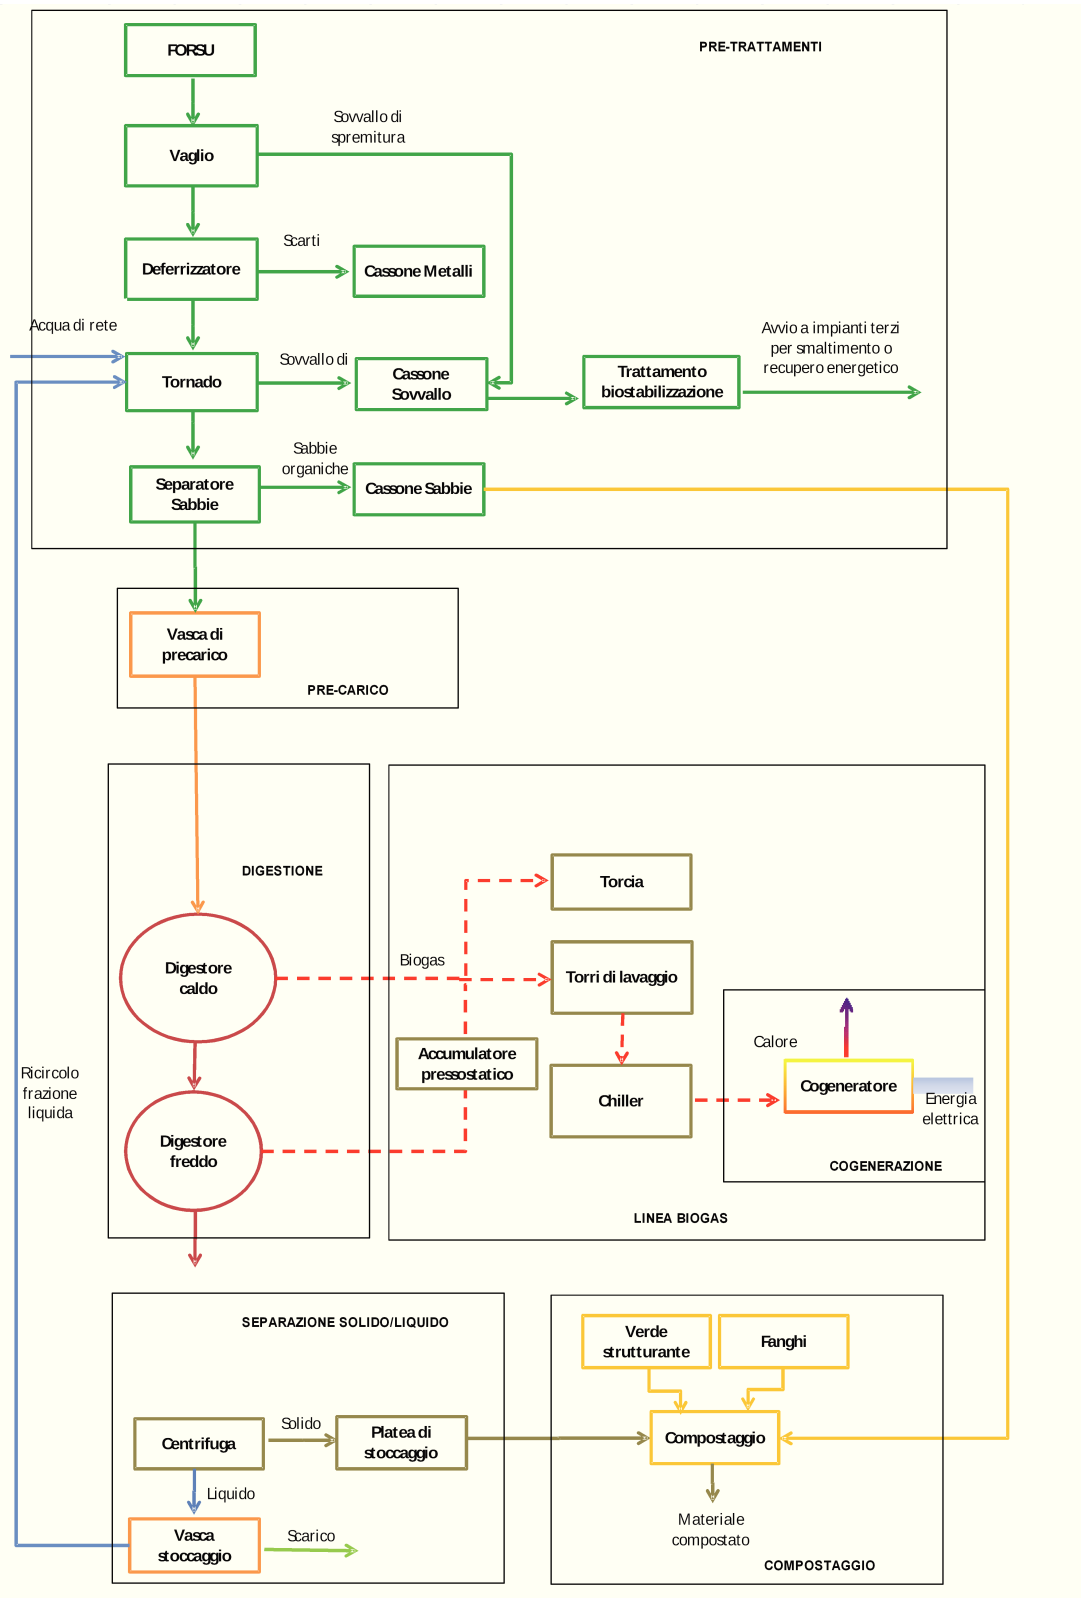 FORSU
PRE-TRATTAMENTI
Sovvallo di
spremitura
Vaglio
Scarti
Deferrizzatore
Cassone Metalli
Acqua di rete
Avvio a impianti terzi
per smaltimento o
recupero energetico
Sovvallo di
Tornado
Cassone
Sovvallo
Trattamento
biostabilizzazione
Sabbie
organiche
Separatore
Sabbie
Cassone Sabbie
Vasca di
precarico
PRE-CARICO
DIGESTIONE
Torcia
Biogas
Digestore
caldo
Torri di lavaggio
Calore
Accumulatore
pressostatico
Ricircolo
frazione
liquida
Chiller
Cogeneratore
Energia
elettrica
Digestore
freddo
COGENERAZIONE
LINEA BIOGAS
SEPARAZIONE SOLIDO/LIQUIDO
Verde
strutturante
Fanghi
Solido
Centrifuga
Platea di
stoccaggio
Compostaggio
Liquido
Materiale
compostato
Vasca
stoccaggio
Scarico
COMPOSTAGGIO